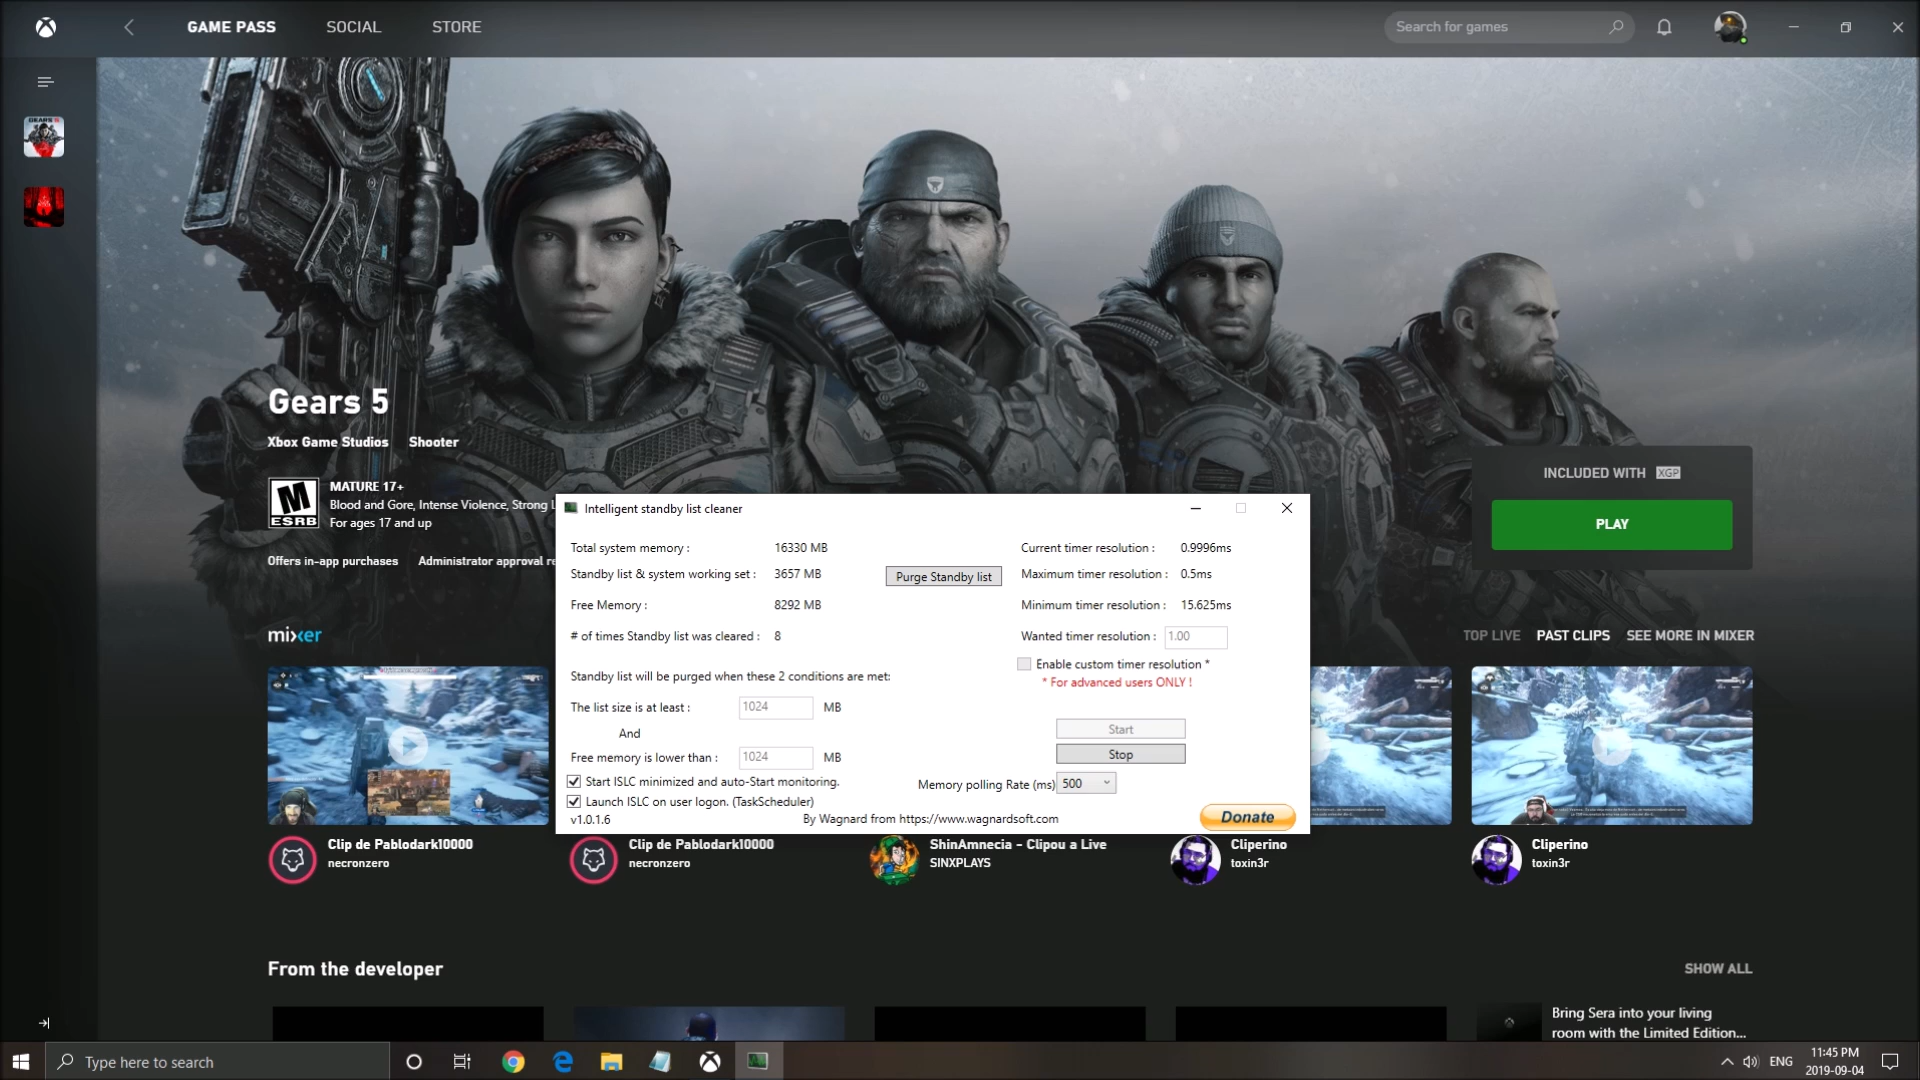 GAME PASS SOCIAL STORE
Search for games
GEARS 5
Gears 5
Xbox Game Studios Shooter
M
ESRB
MATURE 17+
Blood and Gore, Intense Violence, Strong L
For ages 17 and up
Offers in-app purchases Administrator approval re
INCLUDED WITH XGP
PLAY
Intelligent standby list cleaner
Total system memory : 16330 MB
Standby list & system working set : 3657 MB
Purge Standby list
Free Memory : 8292 MB
# of times Standby list was cleared : 8
Current timer resolution : 0.9996ms
Maximum timer resolution : 0.5ms
Minimum timer resolution : 15.625ms
Wanted timer resolution : 1.00
Enable custom timer resolution *
* For advanced users ONLY !
Standby list will be purged when these 2 conditions are met:
The list size is at least : 1024 MB
And
Free memory is lower than : 1024 MB
Start
Stop
Start ISLC minimized and auto-Start monitoring.
Memory polling Rate (ms) 500
Launch ISLC on user logon. (TaskScheduler)
v1.0.1.6
By Wagnard from https://www.wagnardsoft.com
Donate
mixer
TOP LIVE PAST CLIPS SEE MORE IN MIXER
Clip de Pablodark10000
necronzero
Clip de Pablodark10000
necronzero
ShinAmnecia - Clipou a Live
SINXPLAYS
Cliperino
toxin3r
Cliperino
toxin3r
From the developer
SHOW ALL
Bring Sera into your living
room with the Limited Edition...
Type here to search
ENG
11:45 PM
2019-09-04